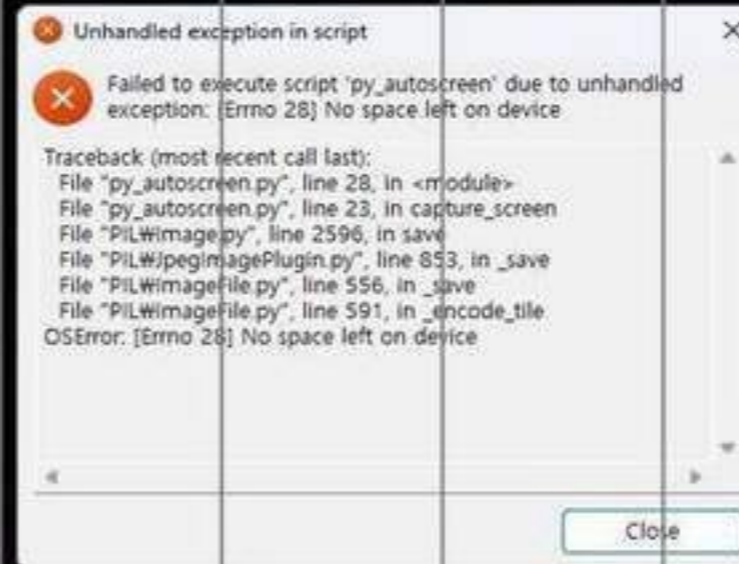 Unhandled exception in script
Failed to execute script 'py_autoscreen' due to unhandled
exception: [Errno 28] No space left on device
Traceback (most recent call last):
File "py_autoscreen.py", line 28, in <module>
File "py_autoscreen.py", line 23, in capture_screen
File "PIL₩Image.py", line 2596, in save
File "PIL₩JpegImagePlugin.py", line 853, in _save
File "PIL₩ImageFile.py", line 556, in _save
File "PIL₩ImageFile.py", line 591, in _encode_tile
OSError: [Errno 28] No space left on device
Close